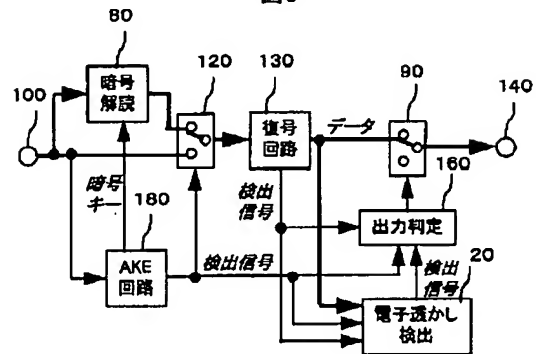 80
暗号
解読
120
130
復号
回路
データ
90
140
100
160
暗号
キー
180
AKE
回路
検出
信号
検出信号
出力判定
検出
信号
20
電子透かし
検出